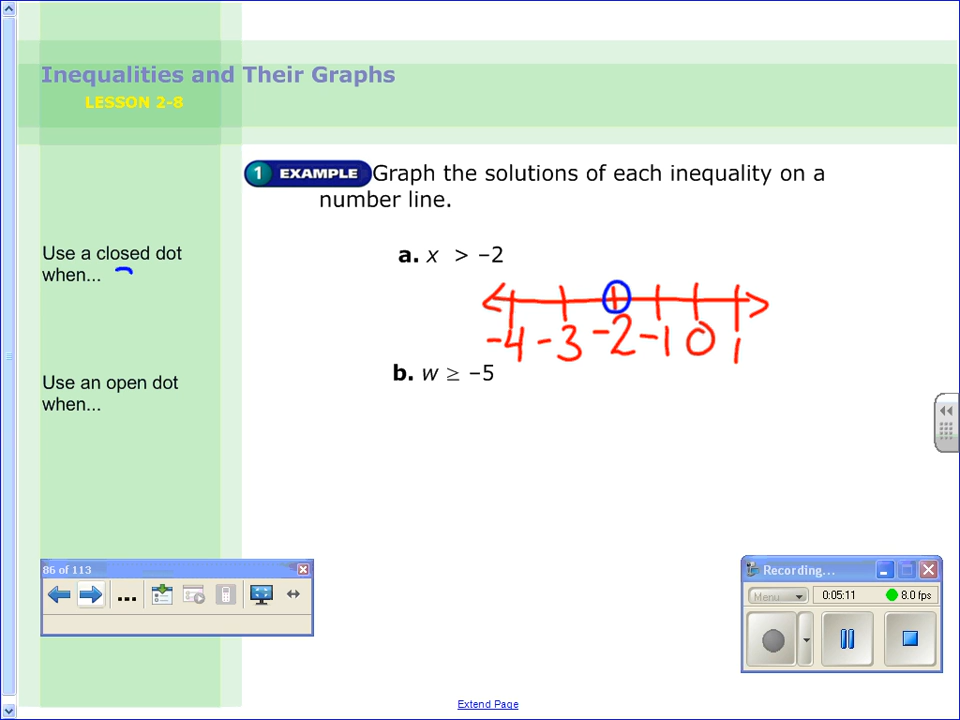 Inequalities and Their Graphs
LESSON 2-8
1 EXAMPLE Graph the solutions of each inequality on a
number line.
Use a closed dot
when...
a. x > –2
-4 -3 -2 -1 0 1
b. w ≥ –5
Use an open dot
when...
86 of 113
...
Recording...
Menu
0:05:11
8.0 fps
Extend Page